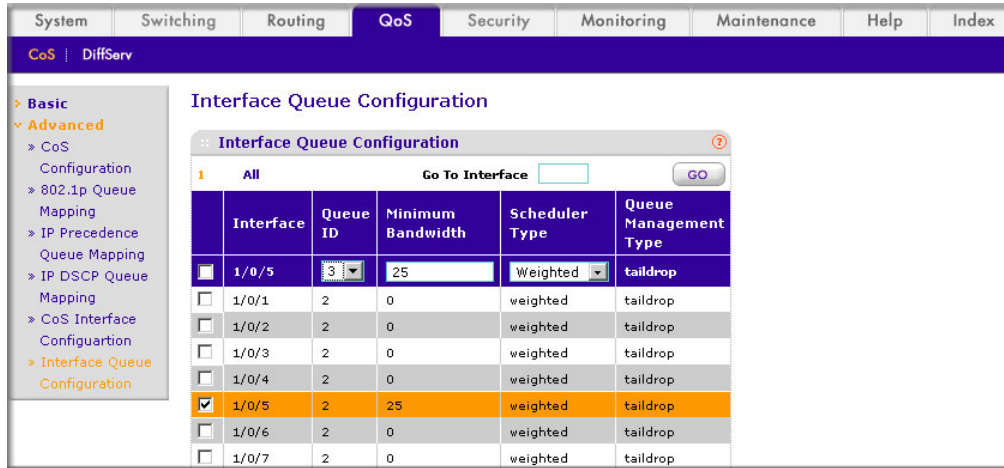 System Switching Routing QoS Security Monitoring Maintenance Help Index
CoS | DiffServ
Basic
Advanced
» CoS
Configuration
» 802.1p Queue
Mapping
» IP Precedence
Queue Mapping
» IP DSCP Queue
Mapping
» CoS Interface
Configuartion
» Interface Queue
Configuration
Interface Queue Configuration
Interface Queue Configuration ?
1 All Go To Interface GO
Interface Queue ID Minimum Bandwidth Scheduler Type Queue Management Type
1/0/5 3 25 Weighted taildrop
1/0/1 2 0 weighted taildrop
1/0/2 2 0 weighted taildrop
1/0/3 2 0 weighted taildrop
1/0/4 2 0 weighted taildrop
1/0/5 2 25 weighted taildrop
1/0/6 2 0 weighted taildrop
1/0/7 2 0 weighted taildrop